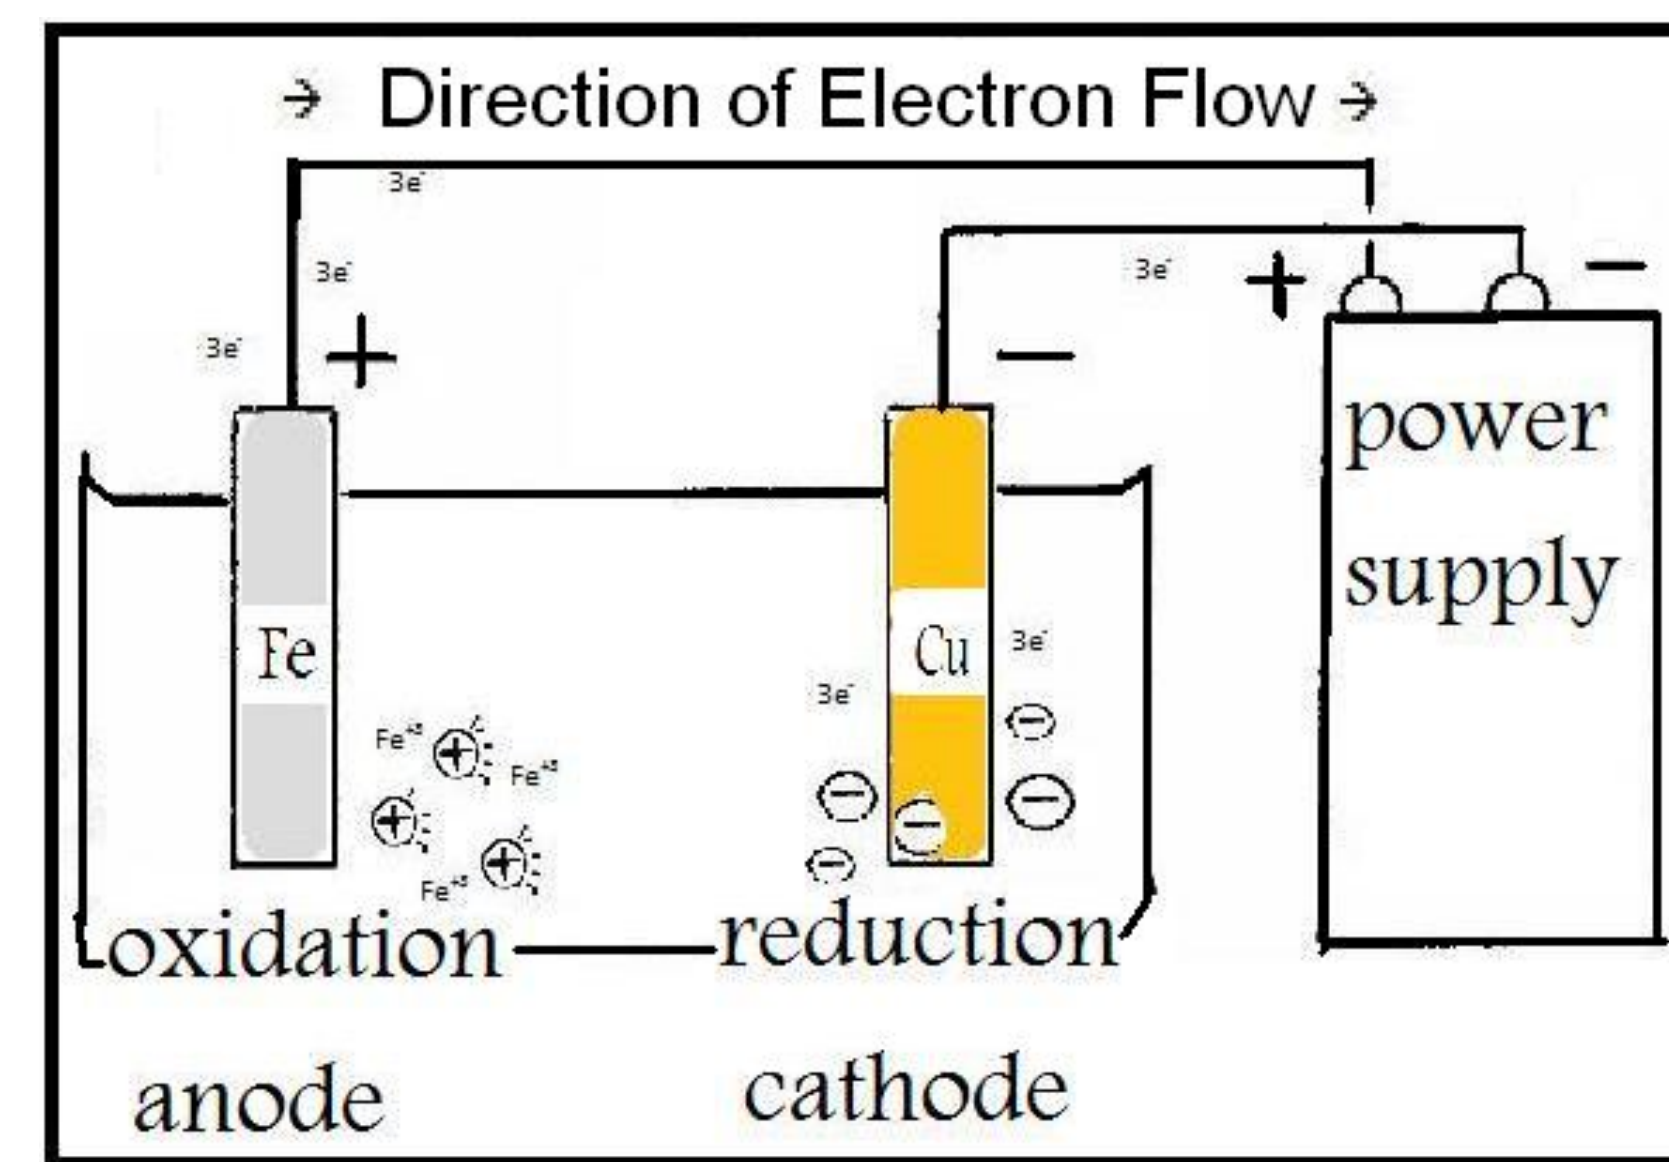 → Direction of Electron Flow →
3e⁻
3e⁻
3e⁻
+
−
3e⁻
+
−
power
supply
Fe
Cu
3e⁻
3e⁻
Fe⁺³
Fe⁺³
Fe⁺³
+
+
+
−
−
−
−
−
oxidation
reduction
anode
cathode